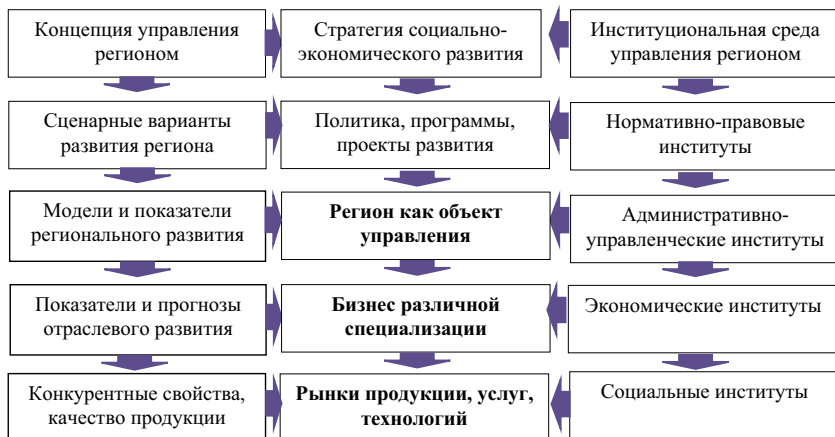 Концепция управления
регионом
Стратегия социально-
экономического развития
Институциональная среда
управления регионом
Сценарные варианты
развития региона
Политика, программы,
проекты развития
Нормативно-правовые
институты
Модели и показатели
регионального развития
Регион как объект
управления
Административно-
управленческие институты
Показатели и прогнозы
отраслевого развития
Бизнес различной
специализации
Экономические институты
Конкурентные свойства,
качество продукции
Рынки продукции, услуг,
технологий
Социальные институты